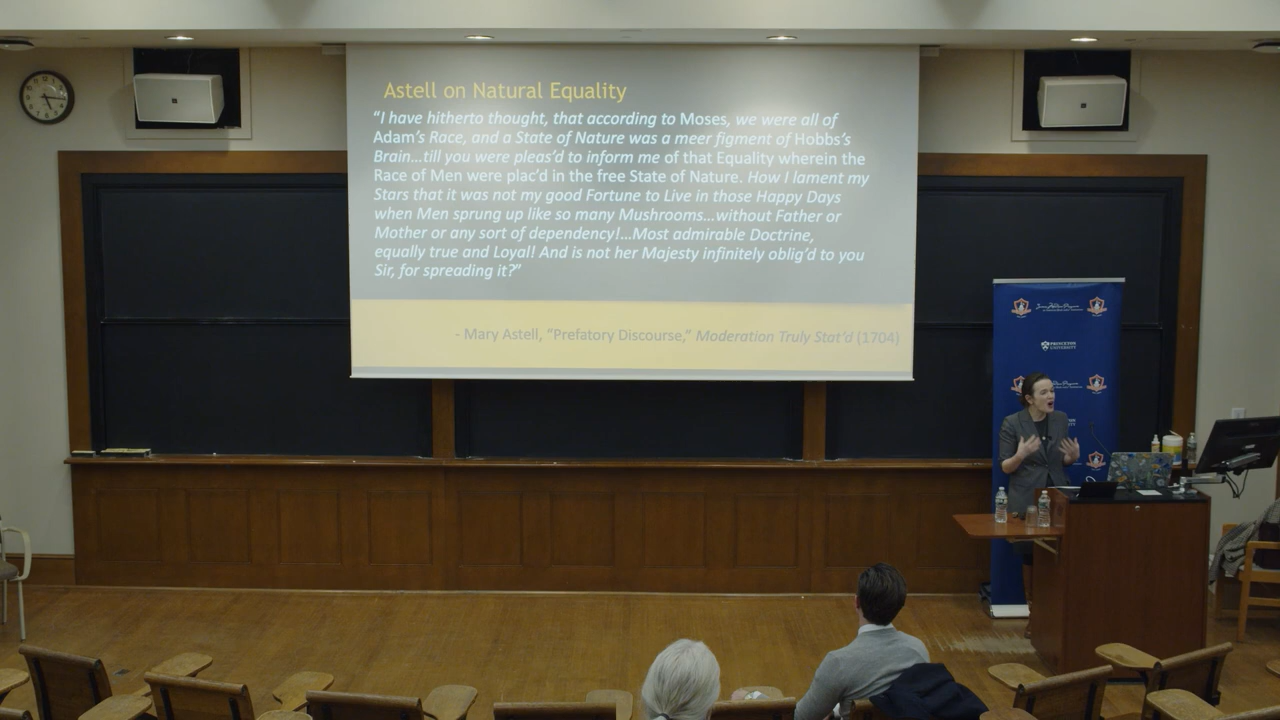 Astell on Natural Equality
“I have hitherto thought, that according to Moses, we were all of
Adam’s Race, and a State of Nature was a meer figment of Hobbs’s
Brain…till you were pleas’d to inform me of that Equality wherein the
Race of Men were plac’d in the free State of Nature. How I lament my
Stars that it was not my good Fortune to Live in those Happy Days
when Men sprung up like so many Mushrooms…without Father or
Mother or any sort of dependency!…Most admirable Doctrine,
equally true and Loyal! And is not her Majesty infinitely oblig’d to you
Sir, for spreading it?”
- Mary Astell, “Prefatory Discourse,” Moderation Truly Stat’d (1704)
PRINCETON
UNIVERSITY